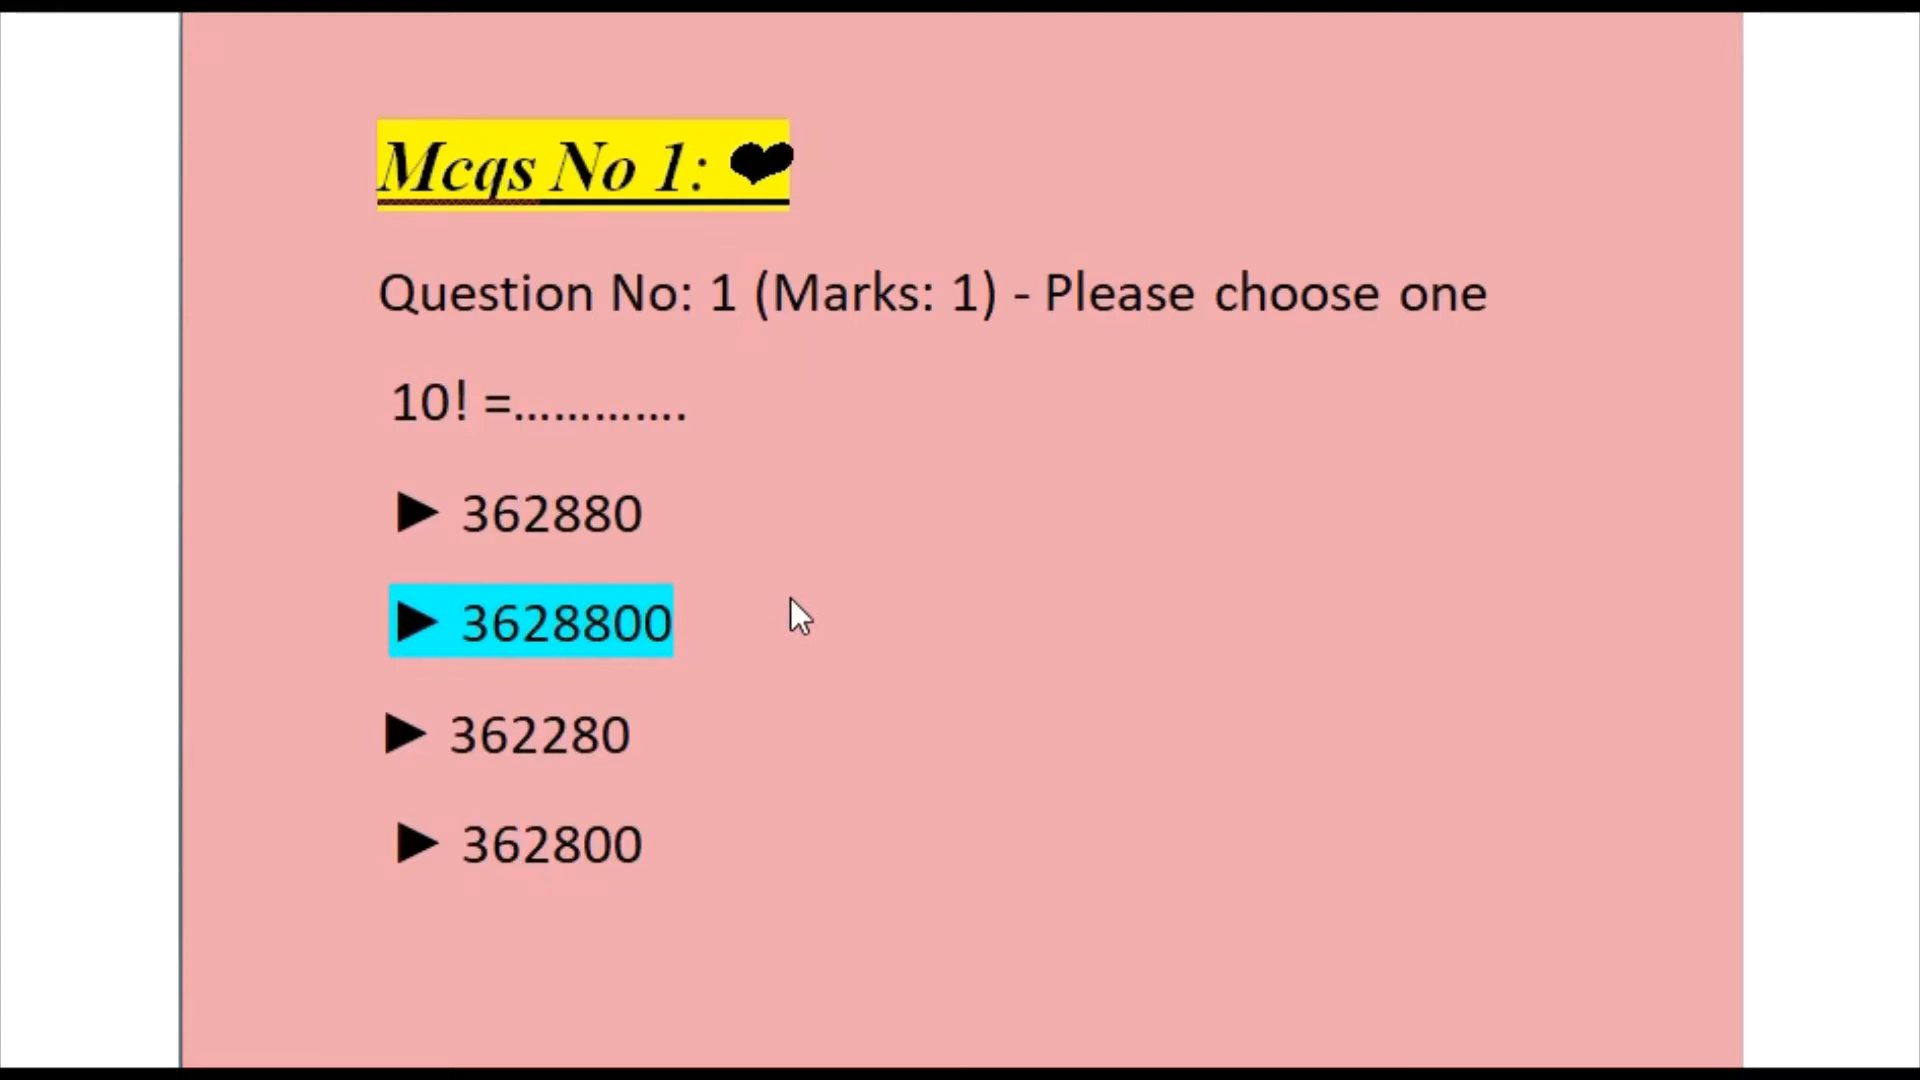 Mcqs No 1: ❤
Question No: 1 (Marks: 1) - Please choose one
10! =………….
► 362880
► 3628800
► 362280
► 362800